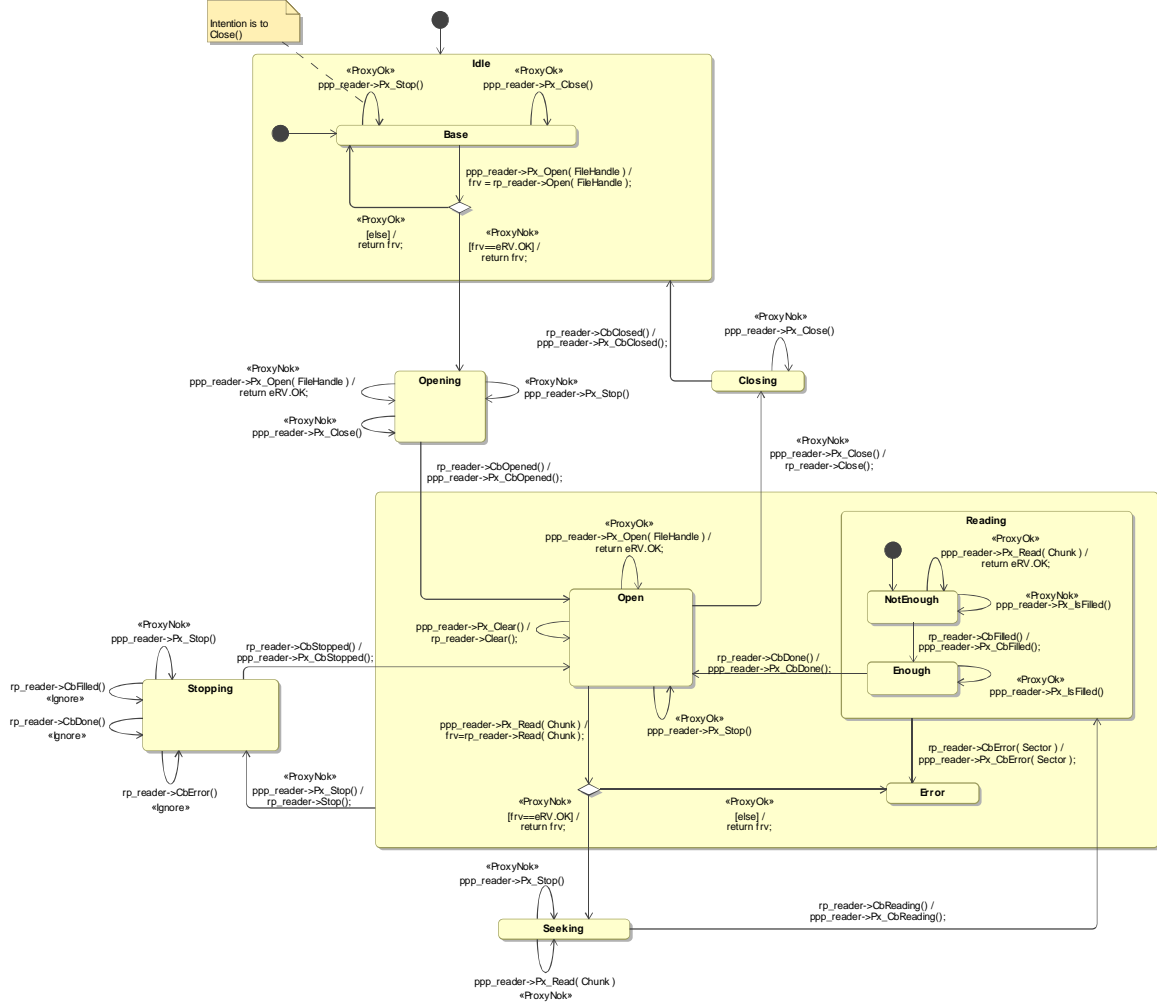 Intention is to
Close()
Idle
«ProxyOk»
ppp_reader->Px_Stop()
«ProxyOk»
ppp_reader->Px_Close()
Base
ppp_reader->Px_Open( FileHandle ) /
frv = rp_reader->Open( FileHandle );
«ProxyOk»
[else] /
return frv;
«ProxyNok»
[frv==eRV.OK] /
return frv;
rp_reader->CbClosed() /
ppp_reader->Px_CbClosed();
«ProxyNok»
ppp_reader->Px_Close()
Closing
«ProxyNok»
ppp_reader->Px_Open( FileHandle ) /
return eRV.OK;
Opening
«ProxyNok»
ppp_reader->Px_Stop()
«ProxyNok»
ppp_reader->Px_Close()
rp_reader->CbOpened() /
ppp_reader->Px_CbOpened();
«ProxyNok»
ppp_reader->Px_Close() /
rp_reader->Close();
Reading
«ProxyOk»
ppp_reader->Px_Open( FileHandle ) /
return eRV.OK;
«ProxyOk»
ppp_reader->Px_Read( Chunk ) /
return eRV.OK;
Open
NotEnough
«ProxyNok»
ppp_reader->Px_IsFilled()
ppp_reader->Px_Clear() /
rp_reader->Clear();
rp_reader->CbFilled() /
ppp_reader->Px_CbFilled();
«ProxyNok»
ppp_reader->Px_Stop()
rp_reader->CbStopped() /
ppp_reader->Px_CbStopped();
rp_reader->CbDone() /
ppp_reader->Px_CbDone();
Enough
«ProxyOk»
ppp_reader->Px_IsFilled()
Stopping
rp_reader->CbFilled()
«Ignore»
rp_reader->CbDone()
«Ignore»
ppp_reader->Px_Read( Chunk ) /
frv=rp_reader->Read( Chunk );
«ProxyOk»
ppp_reader->Px_Stop()
rp_reader->CbError( Sector ) /
ppp_reader->Px_CbError( Sector );
rp_reader->CbError()
«Ignore»
«ProxyNok»
ppp_reader->Px_Stop() /
rp_reader->Stop();
Error
«ProxyNok»
[frv==eRV.OK] /
return frv;
«ProxyOk»
[else] /
return frv;
«ProxyNok»
ppp_reader->Px_Stop()
rp_reader->CbReading() /
ppp_reader->Px_CbReading();
Seeking
ppp_reader->Px_Read( Chunk )
«ProxyNok»